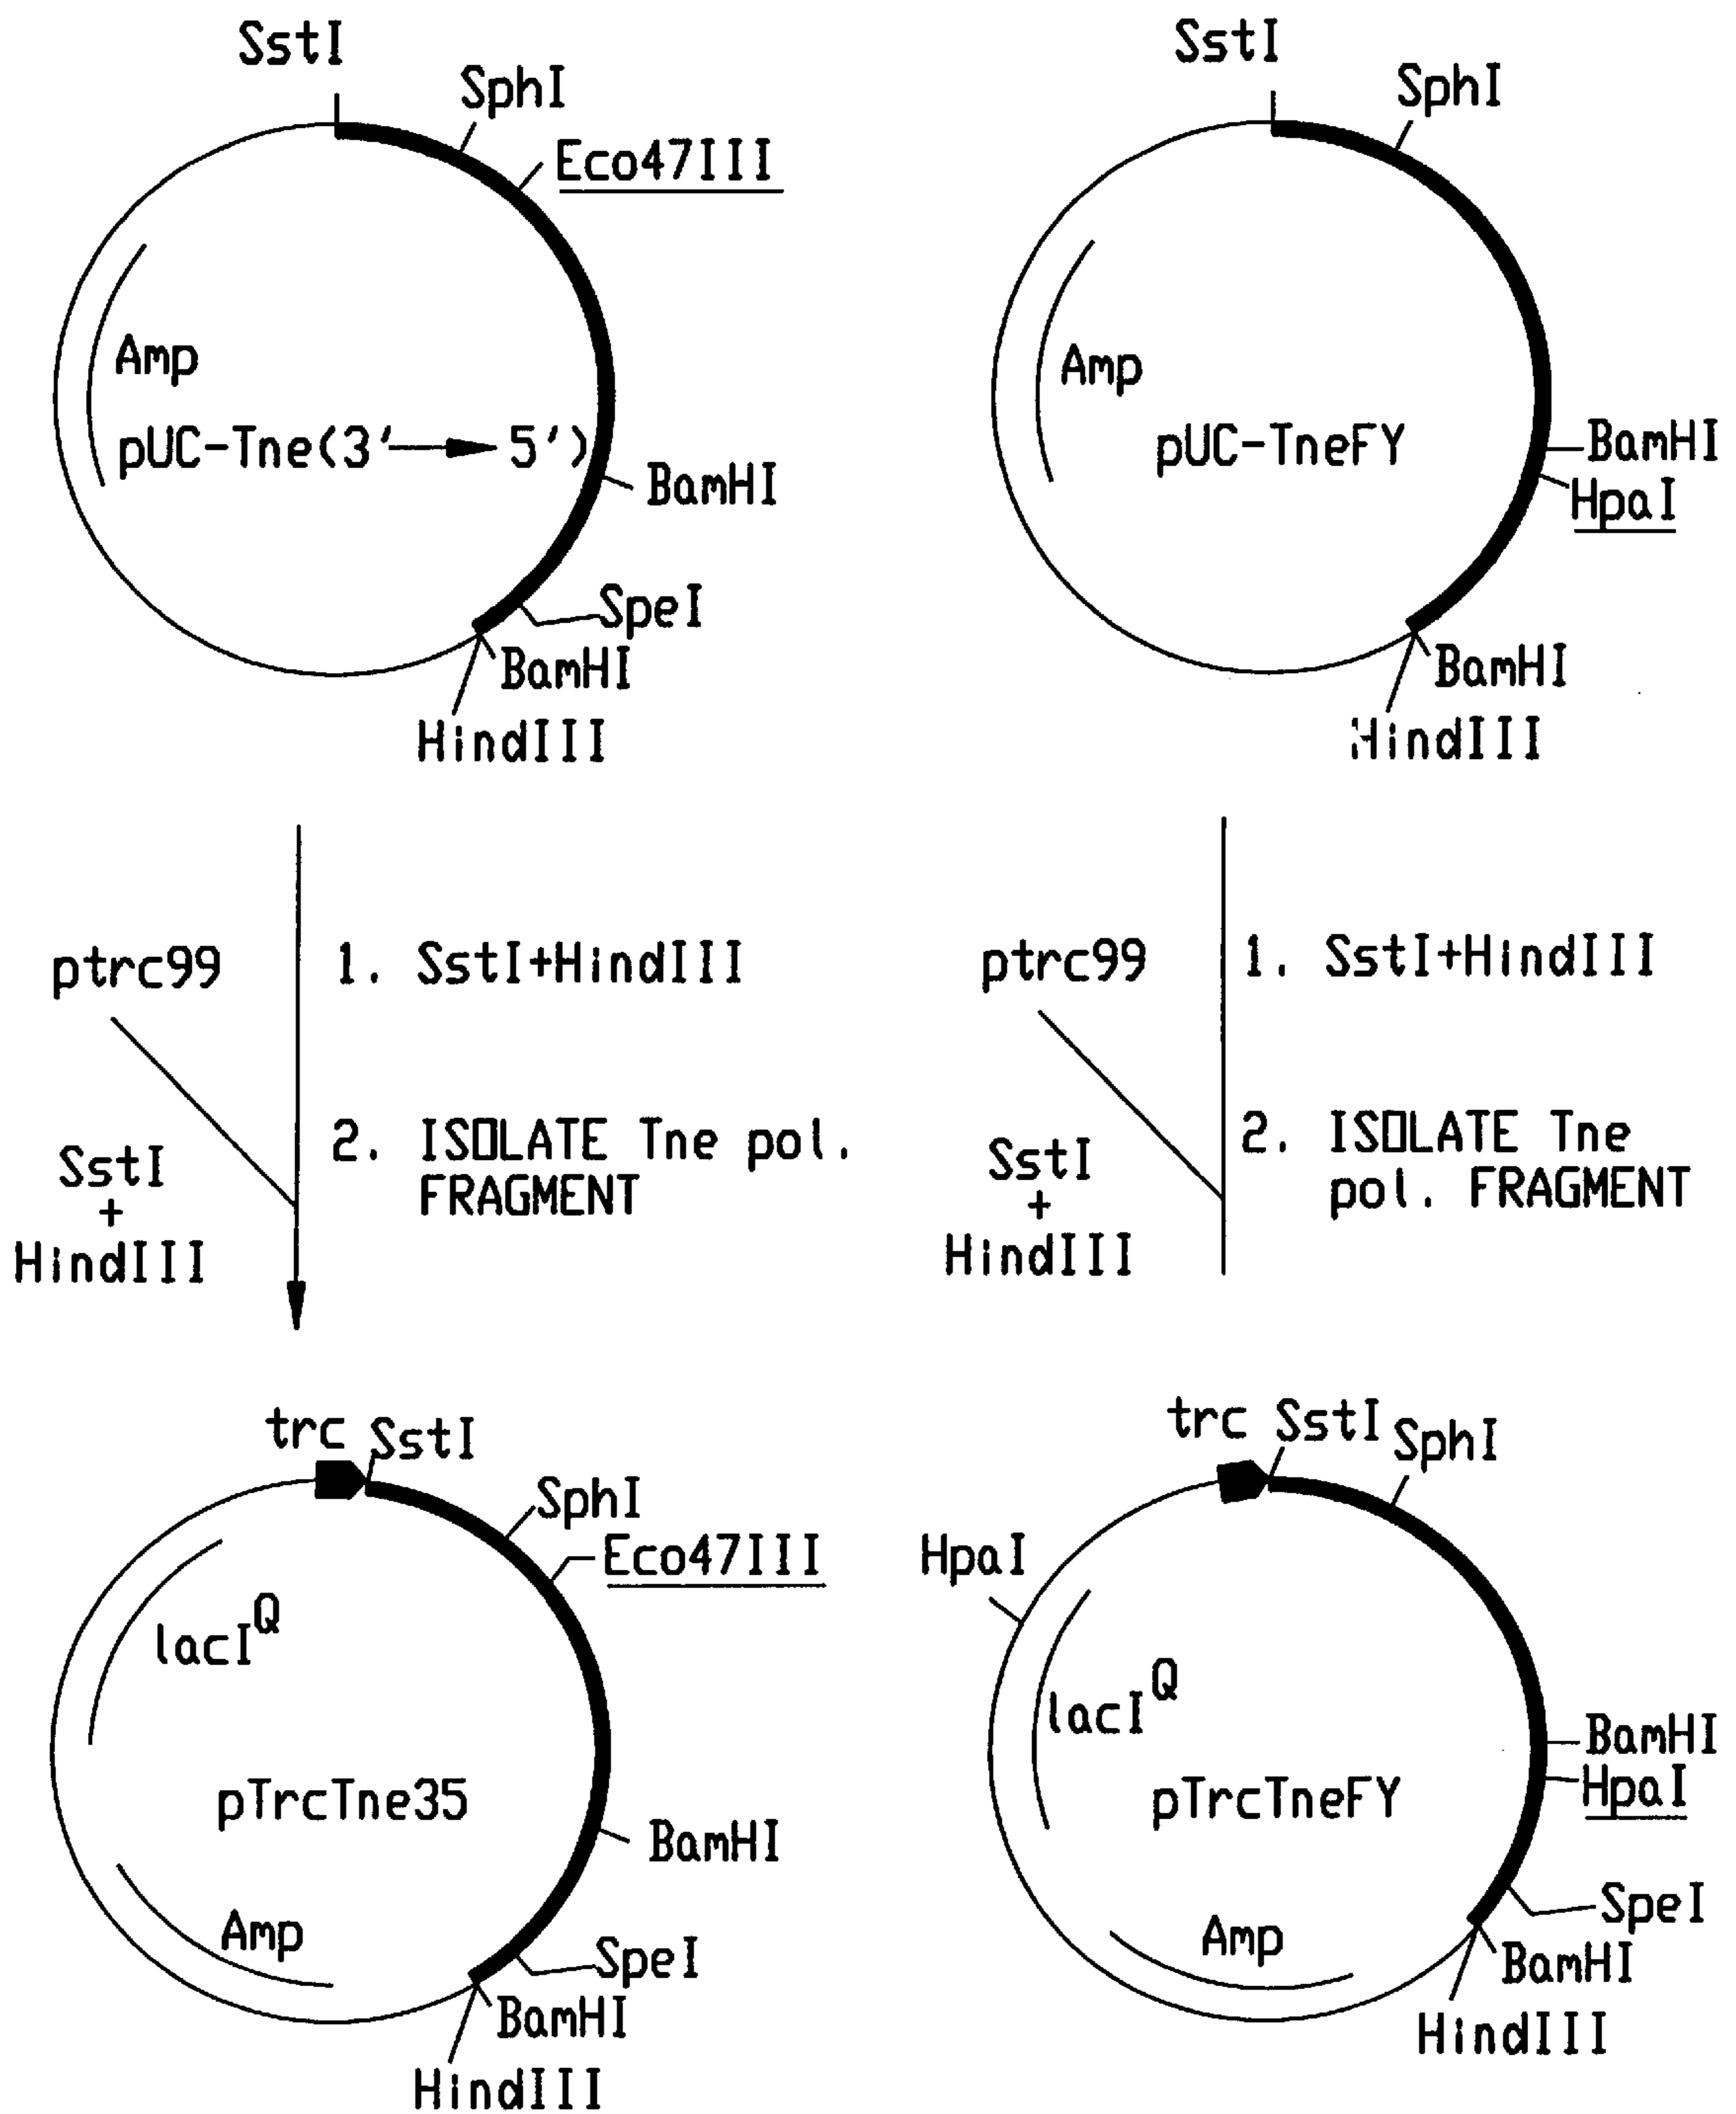 SstI
SphI
Eco47III
Amp
pUC-Tne(3'→5')
BamHI
SpeI
BamHI
HindIII
SstI
SphI
Amp
pUC-TneFY
BamHI
HpaI
BamHI
HindIII
ptrc99
1. SstI+HindIII
SstI
+
HindIII
2. ISOLATE Tne pol.
FRAGMENT
ptrc99
1. SstI+HindIII
SstI
+
HindIII
2. ISOLATE Tne
pol. FRAGMENT
trc
SstI
SphI
Eco47III
lacI^Q
pTrcTne35
BamHI
Amp
SpeI
BamHI
HindIII
trc
SstI
SphI
HpaI
lacI^Q
pTrcTneFY
BamHI
HpaI
Amp
SpeI
BamHI
HindIII